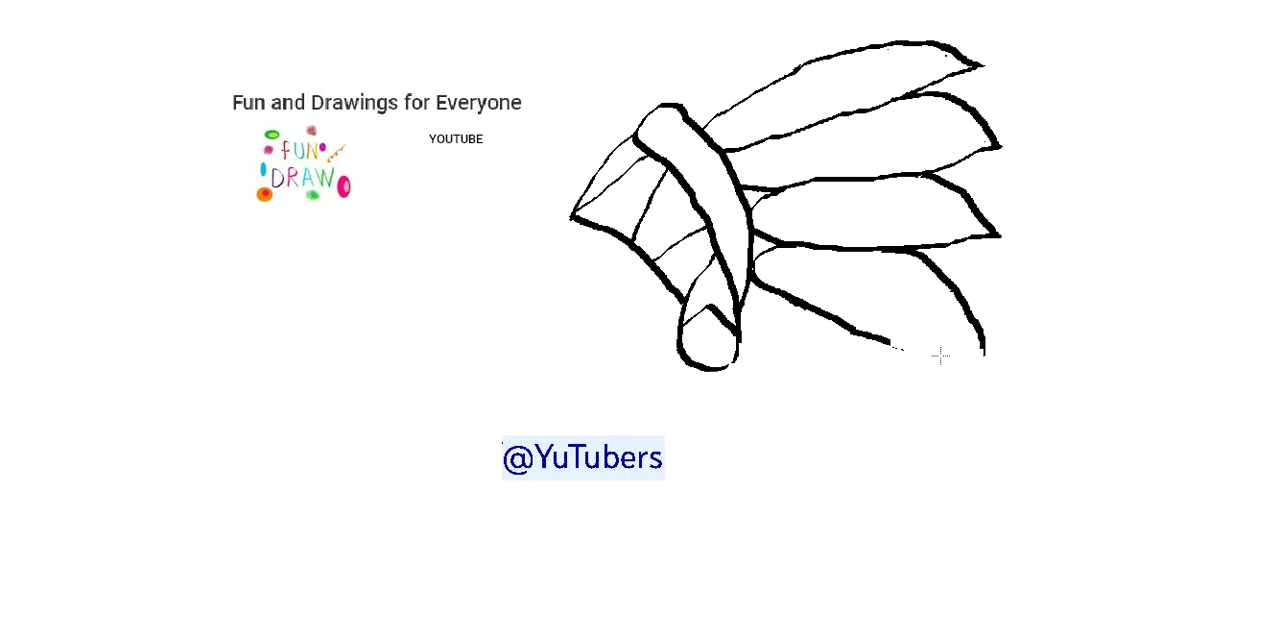 Fun and Drawings for Everyone
YOUTUBE
FUN
DRAW
@YuTubers